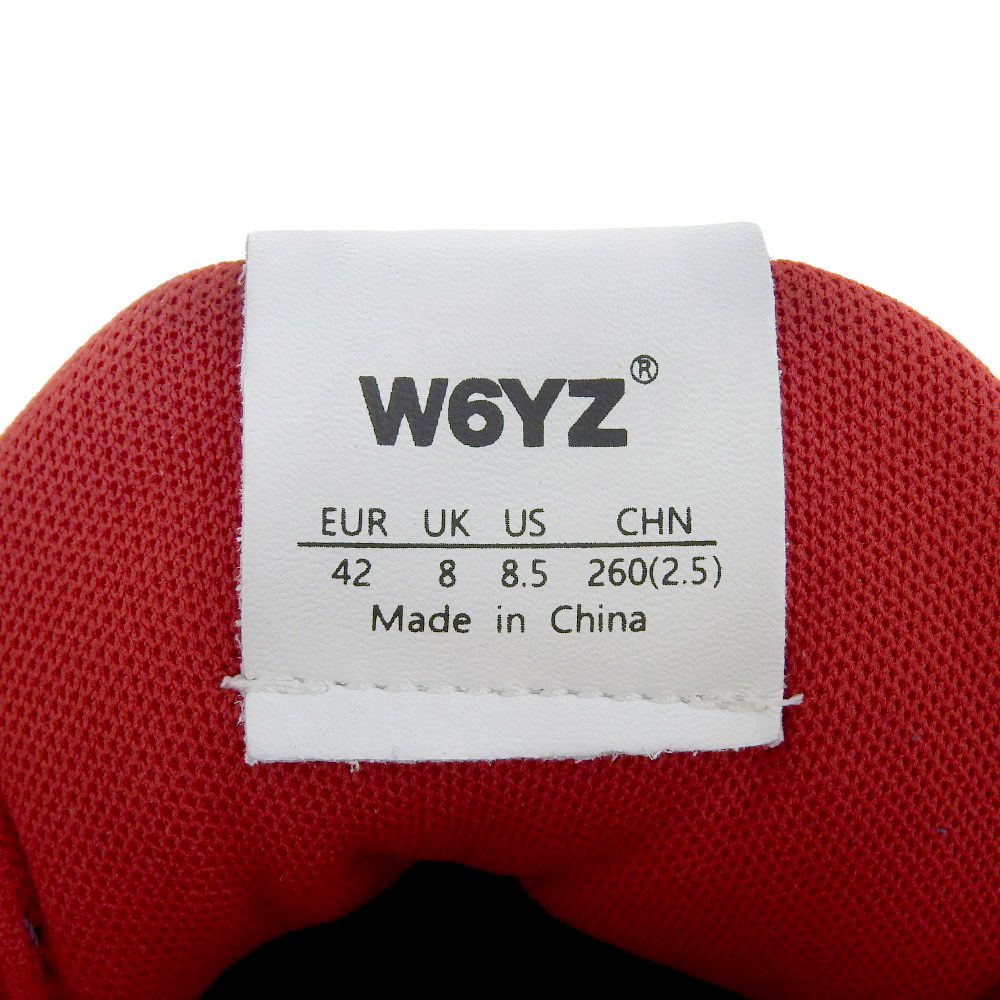 W6YZ®
EUR UK US CHN
42 8 8.5 260(2.5)
Made in China